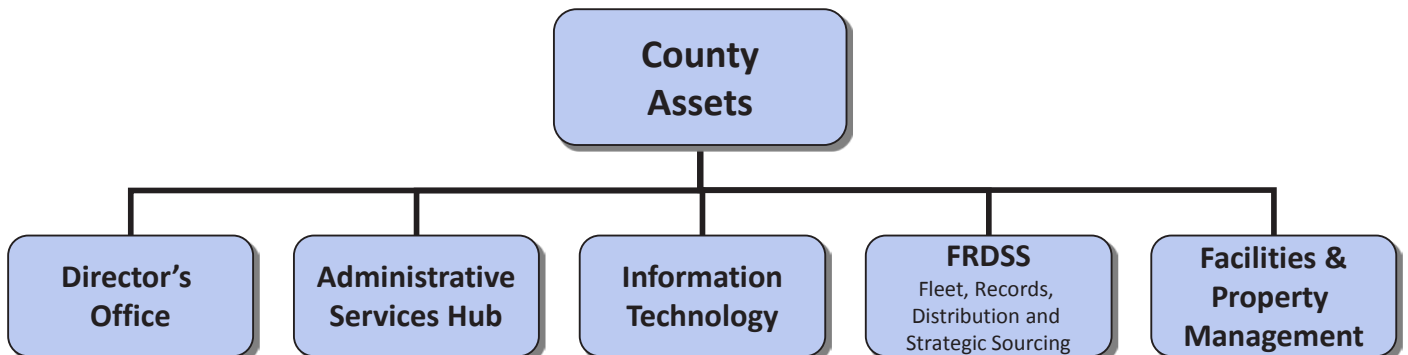 County
Assets
Director’s
Office
Administrative
Services Hub
Information
Technology
FRDSS
Fleet, Records,
Distribution and
Strategic Sourcing
Facilities &
Property
Management